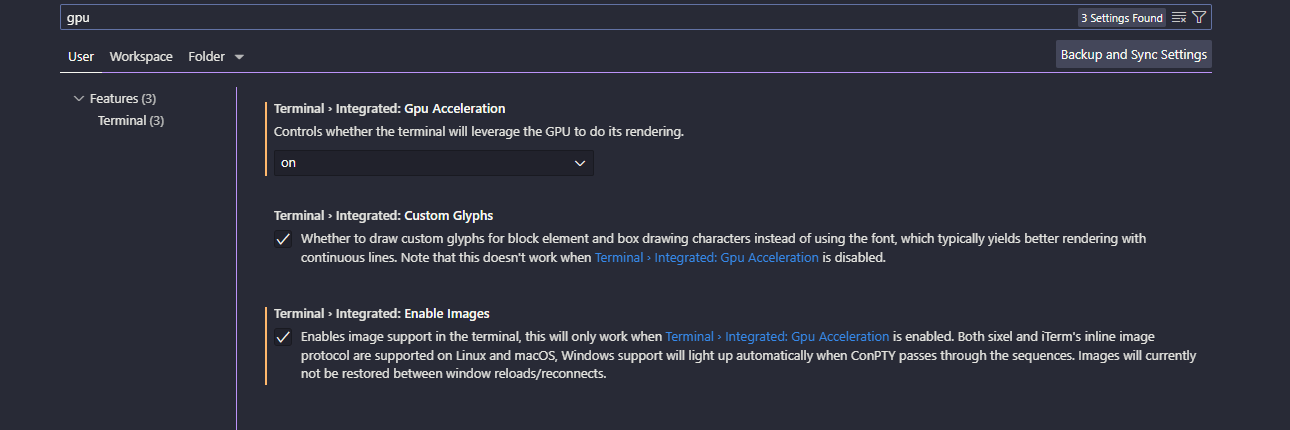 gpu
3 Settings Found
User Workspace Folder
Backup and Sync Settings
Features (3)
Terminal (3)
Terminal › Integrated: Gpu Acceleration
Controls whether the terminal will leverage the GPU to do its rendering.
on
Terminal › Integrated: Custom Glyphs
Whether to draw custom glyphs for block element and box drawing characters instead of using the font, which typically yields better rendering with
continuous lines. Note that this doesn't work when Terminal › Integrated: Gpu Acceleration is disabled.
Terminal › Integrated: Enable Images
Enables image support in the terminal, this will only work when Terminal › Integrated: Gpu Acceleration is enabled. Both sixel and iTerm's inline image
protocol are supported on Linux and macOS, Windows support will light up automatically when ConPTY passes through the sequences. Images will currently
not be restored between window reloads/reconnects.